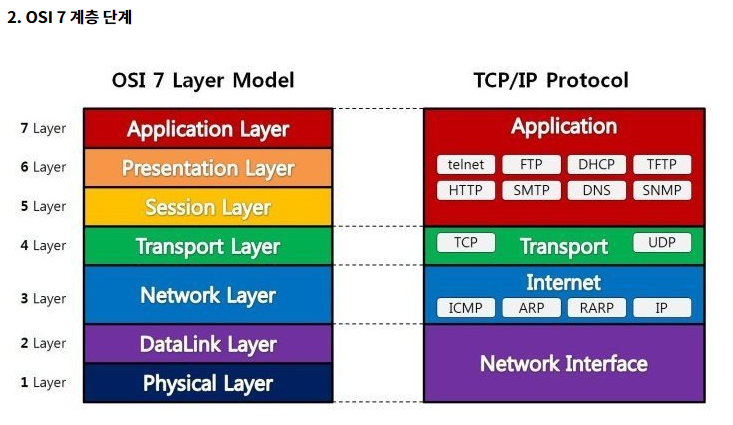 2. OSI 7 계층 단계
OSI 7 Layer Model
TCP/IP Protocol
7 Layer
Application Layer
6 Layer
Presentation Layer
5 Layer
Session Layer
4 Layer
Transport Layer
3 Layer
Network Layer
2 Layer
DataLink Layer
1 Layer
Physical Layer
Application
telnet FTP DHCP TFTP
HTTP SMTP DNS SNMP
TCP Transport UDP
Internet
ICMP ARP RARP IP
Network Interface